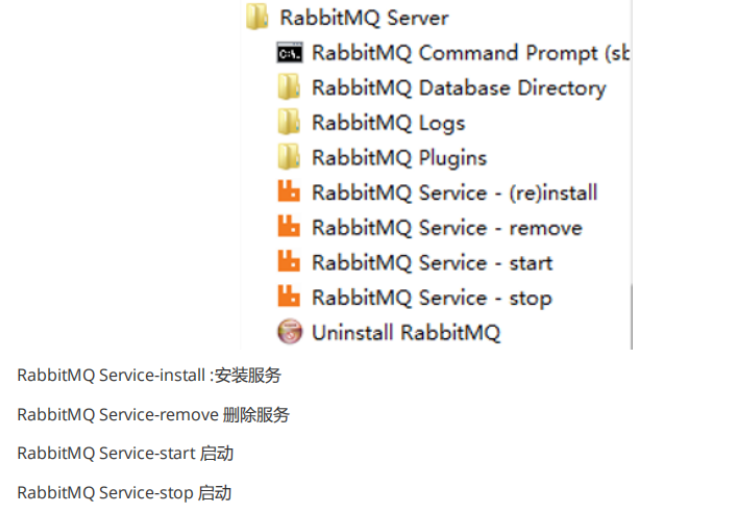 RabbitMQ Server
RabbitMQ Command Prompt (sb
RabbitMQ Database Directory
RabbitMQ Logs
RabbitMQ Plugins
RabbitMQ Service - (re)install
RabbitMQ Service - remove
RabbitMQ Service - start
RabbitMQ Service - stop
Uninstall RabbitMQ
RabbitMQ Service-install :安装服务
RabbitMQ Service-remove 删除服务
RabbitMQ Service-start 启动
RabbitMQ Service-stop 启动